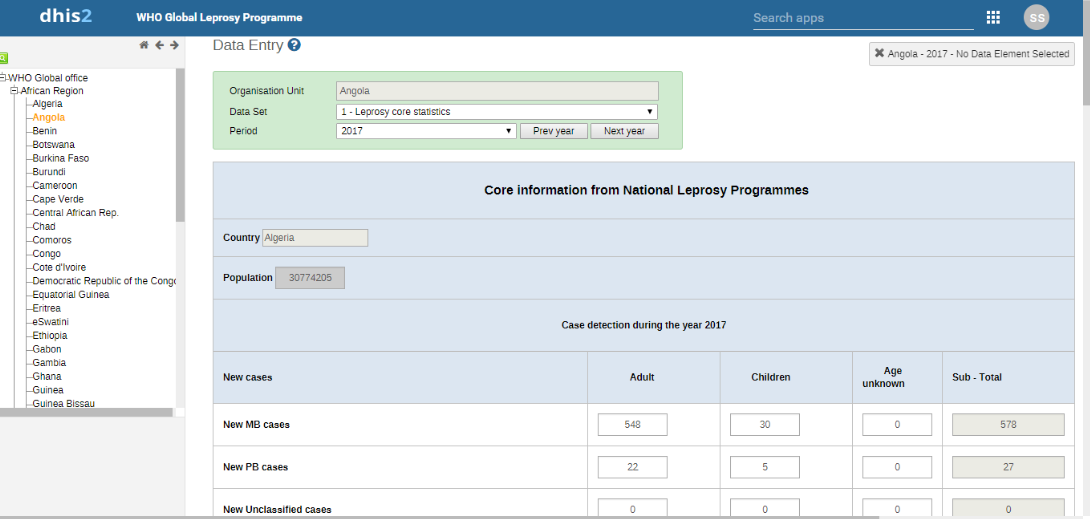 dhis2 WHO Global Leprosy Programme Search apps SS
Data Entry
Angola - 2017 - No Data Element Selected
WHO Global office
African Region
Algeria
Angola
Benin
Botswana
Burkina Faso
Burundi
Cameroon
Cape Verde
Central African Rep.
Chad
Comoros
Congo
Cote d'Ivoire
Democratic Republic of the Congo
Equatorial Guinea
Eritrea
eSwatini
Ethiopia
Gabon
Gambia
Ghana
Guinea
Guinea Bissau
Organisation Unit Angola
Data Set 1 - Leprosy core statistics
Period 2017 Prev year Next year
Core information from National Leprosy Programmes
Country Algeria
Population 30774205
Case detection during the year 2017
New cases Adult Children Age unknown Sub - Total
New MB cases 548 30 0 578
New PB cases 22 5 0 27
New Unclassified cases 0 0 0 0